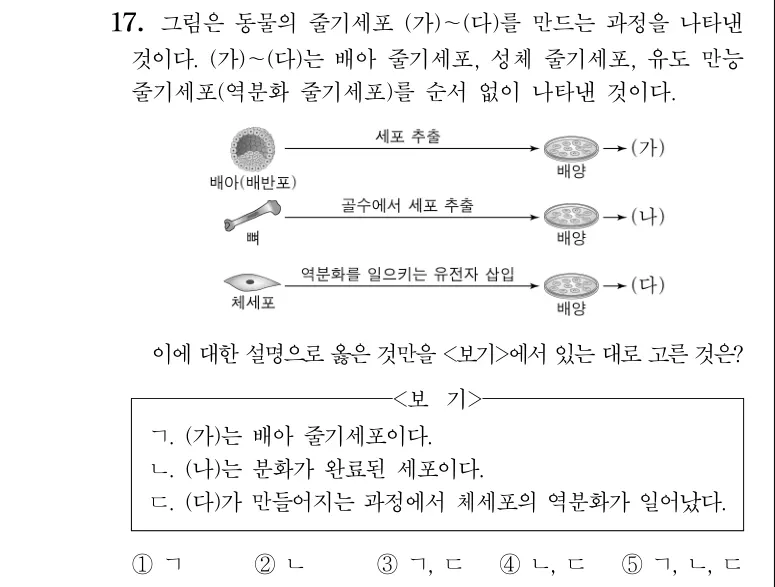 17. 그림은 동물의 줄기세포 (가)~(다)를 만드는 과정을 나타낸
것이다. (가)~(다)는 배아 줄기세포, 성체 줄기세포, 유도 만능
줄기세포(역분화 줄기세포)를 순서 없이 나타낸 것이다.
세포 추출
(가)
배아(배반포)
배양
골수에서 세포 추출
(나)
뼈
배양
역분화를 일으키는 유전자 삽입
(다)
체세포
배양
이에 대한 설명으로 옳은 것만을 <보기>에서 있는 대로 고른 것은?
<보 기>
ㄱ. (가)는 배아 줄기세포이다.
ㄴ. (나)는 분화가 완료된 세포이다.
ㄷ. (다)가 만들어지는 과정에서 체세포의 역분화가 일어났다.
① ㄱ ② ㄴ ③ ㄱ, ㄷ ④ ㄴ, ㄷ ⑤ ㄱ, ㄴ, ㄷ